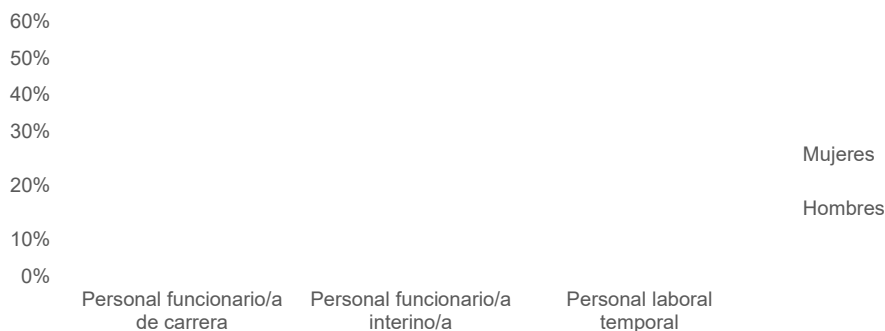 60%
50%
40%
30%
Mujeres
20%
Hombres
10%
0%
Personal funcionario/a
de carrera
Personal funcionario/a
interino/a
Personal laboral
temporal